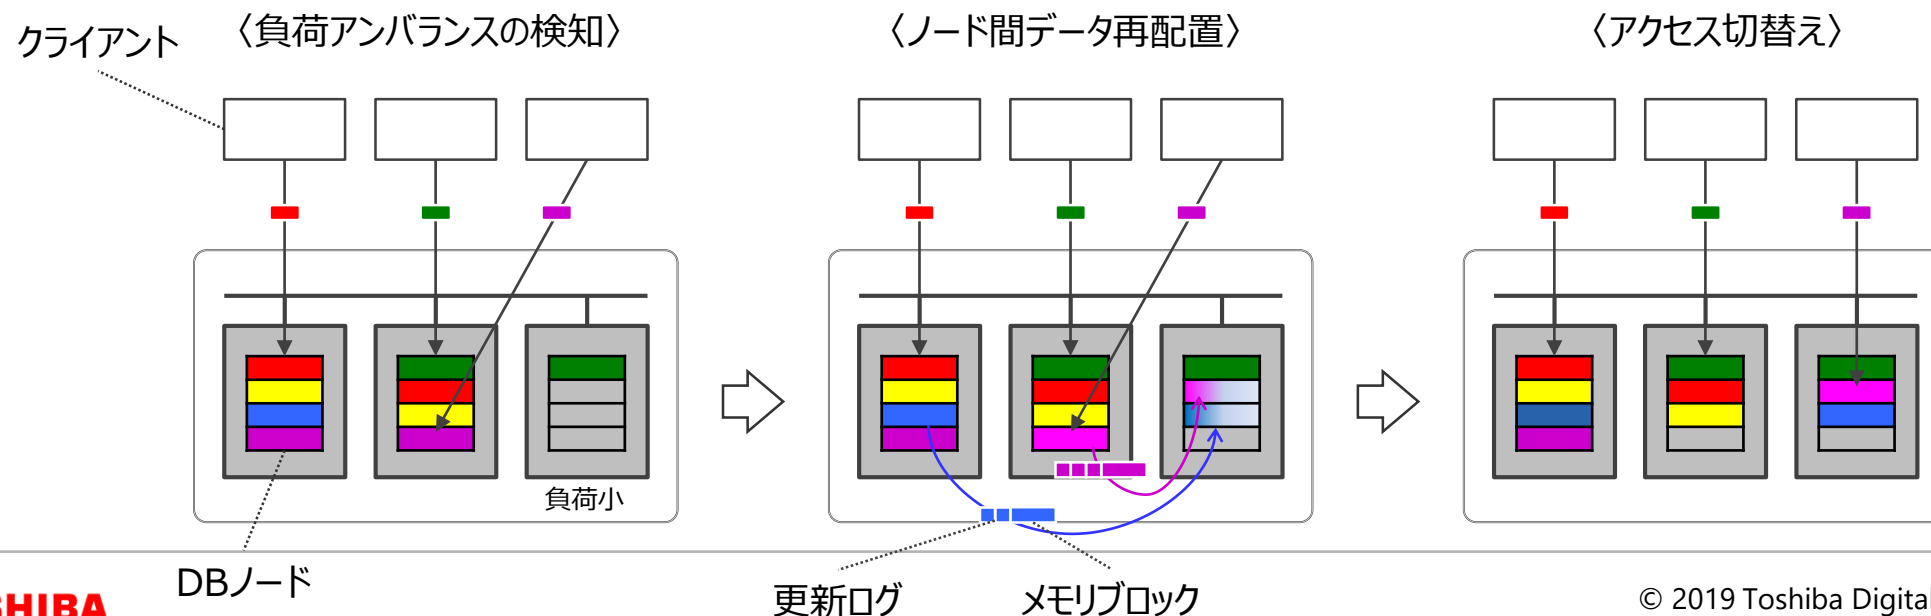 クライアント
〈負荷アンバランスの検知〉
〈ノード間データ再配置〉
〈アクセス切替え〉
負荷小
DBノード
更新ログ
メモリブロック
SHIBA
© 2019 Toshiba Digita